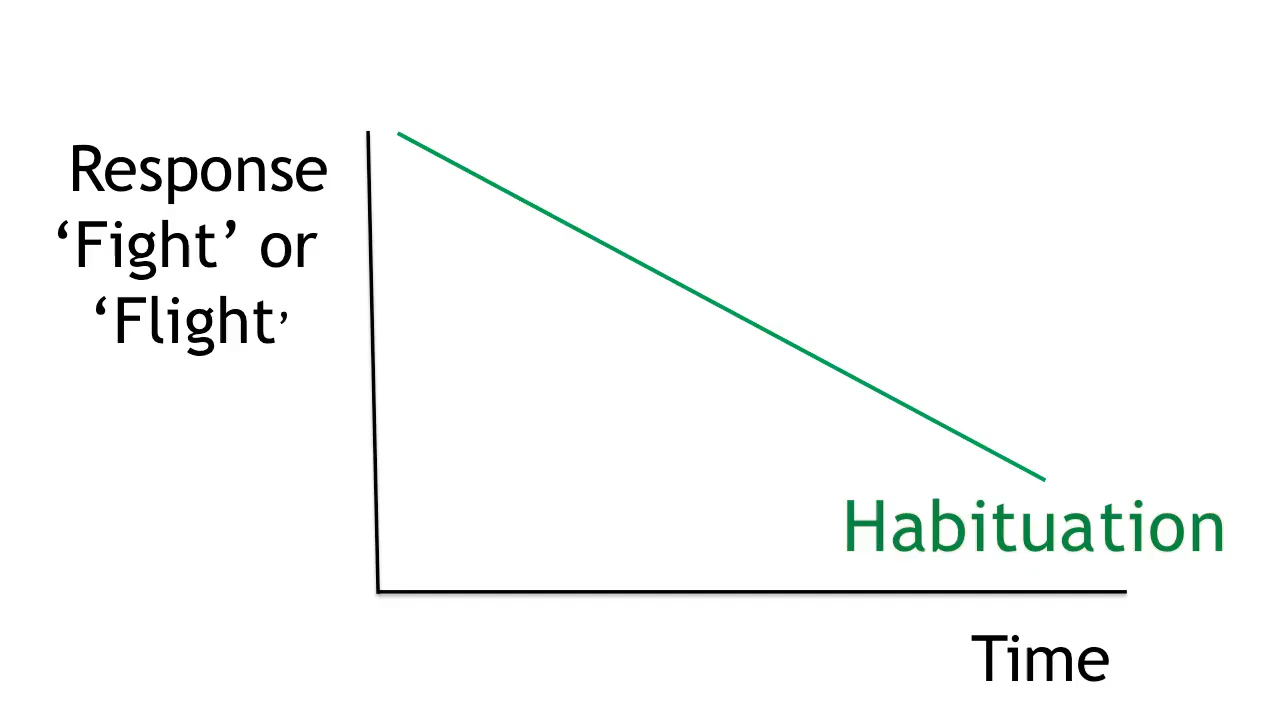 Response
‘Fight’ or
‘Flight’
Habituation
Time